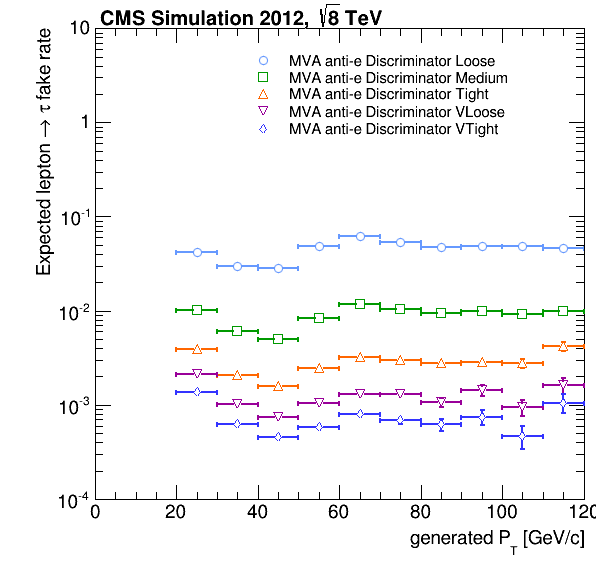 CMS Simulation 2012, √8 TeV
Expected lepton → τ fake rate
10
1
10⁻¹
10⁻²
10⁻³
10⁻⁴
MVA anti-e Discriminator Loose
MVA anti-e Discriminator Medium
MVA anti-e Discriminator Tight
MVA anti-e Discriminator VLoose
MVA anti-e Discriminator VTight
0 20 40 60 80 100 120
generated P_T [GeV/c]